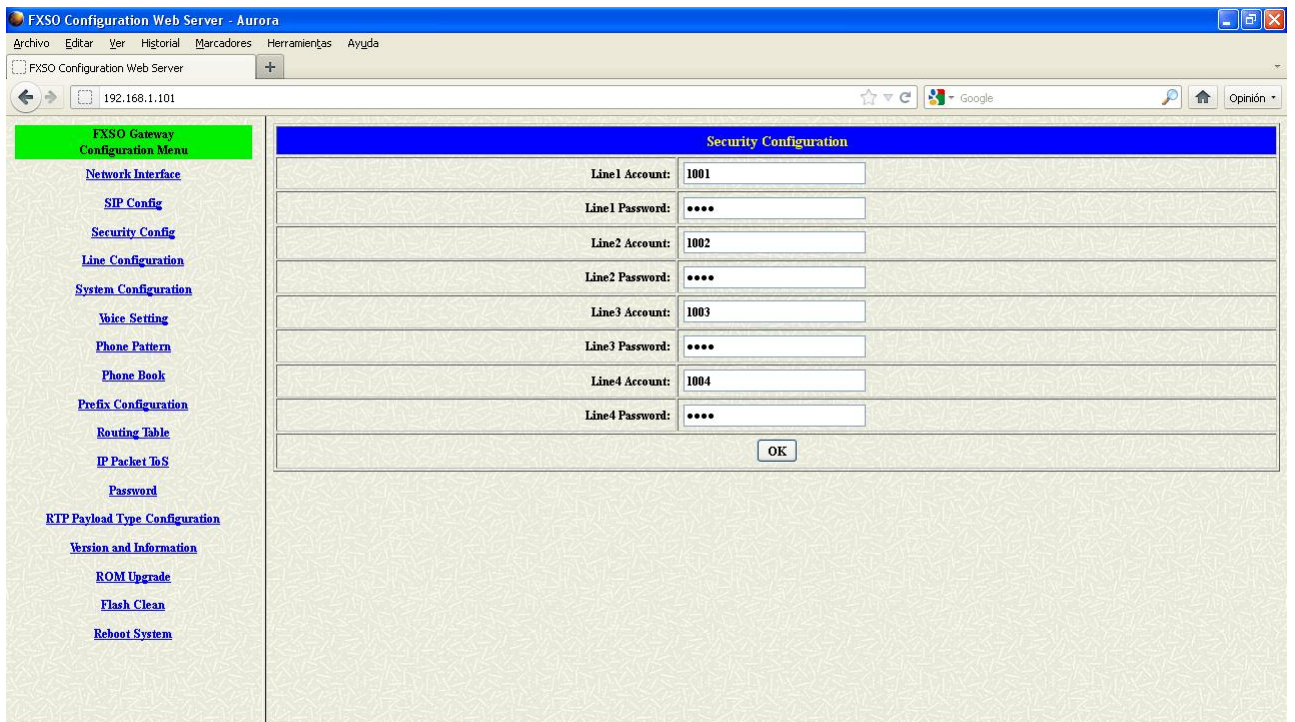 FXSO Configuration Web Server - Aurora
Archivo Editar Ver Historial Marcadores Herramientas Ayuda
FXSO Configuration Web Server +
192.168.1.101 Google Opinión
FXSO Gateway
Configuration Menu
Network Interface
SIP Config
Security Config
Line Configuration
System Configuration
Voice Setting
Phone Pattern
Phone Book
Prefix Configuration
Routing Table
IP Packet ToS
Password
RTP Payload Type Configuration
Version and Information
ROM Upgrade
Flash Clean
Reboot System
Security Configuration
Line1 Account: 1001
Line1 Password: ••••
Line2 Account: 1002
Line2 Password: ••••
Line3 Account: 1003
Line3 Password: ••••
Line4 Account: 1004
Line4 Password: ••••
OK